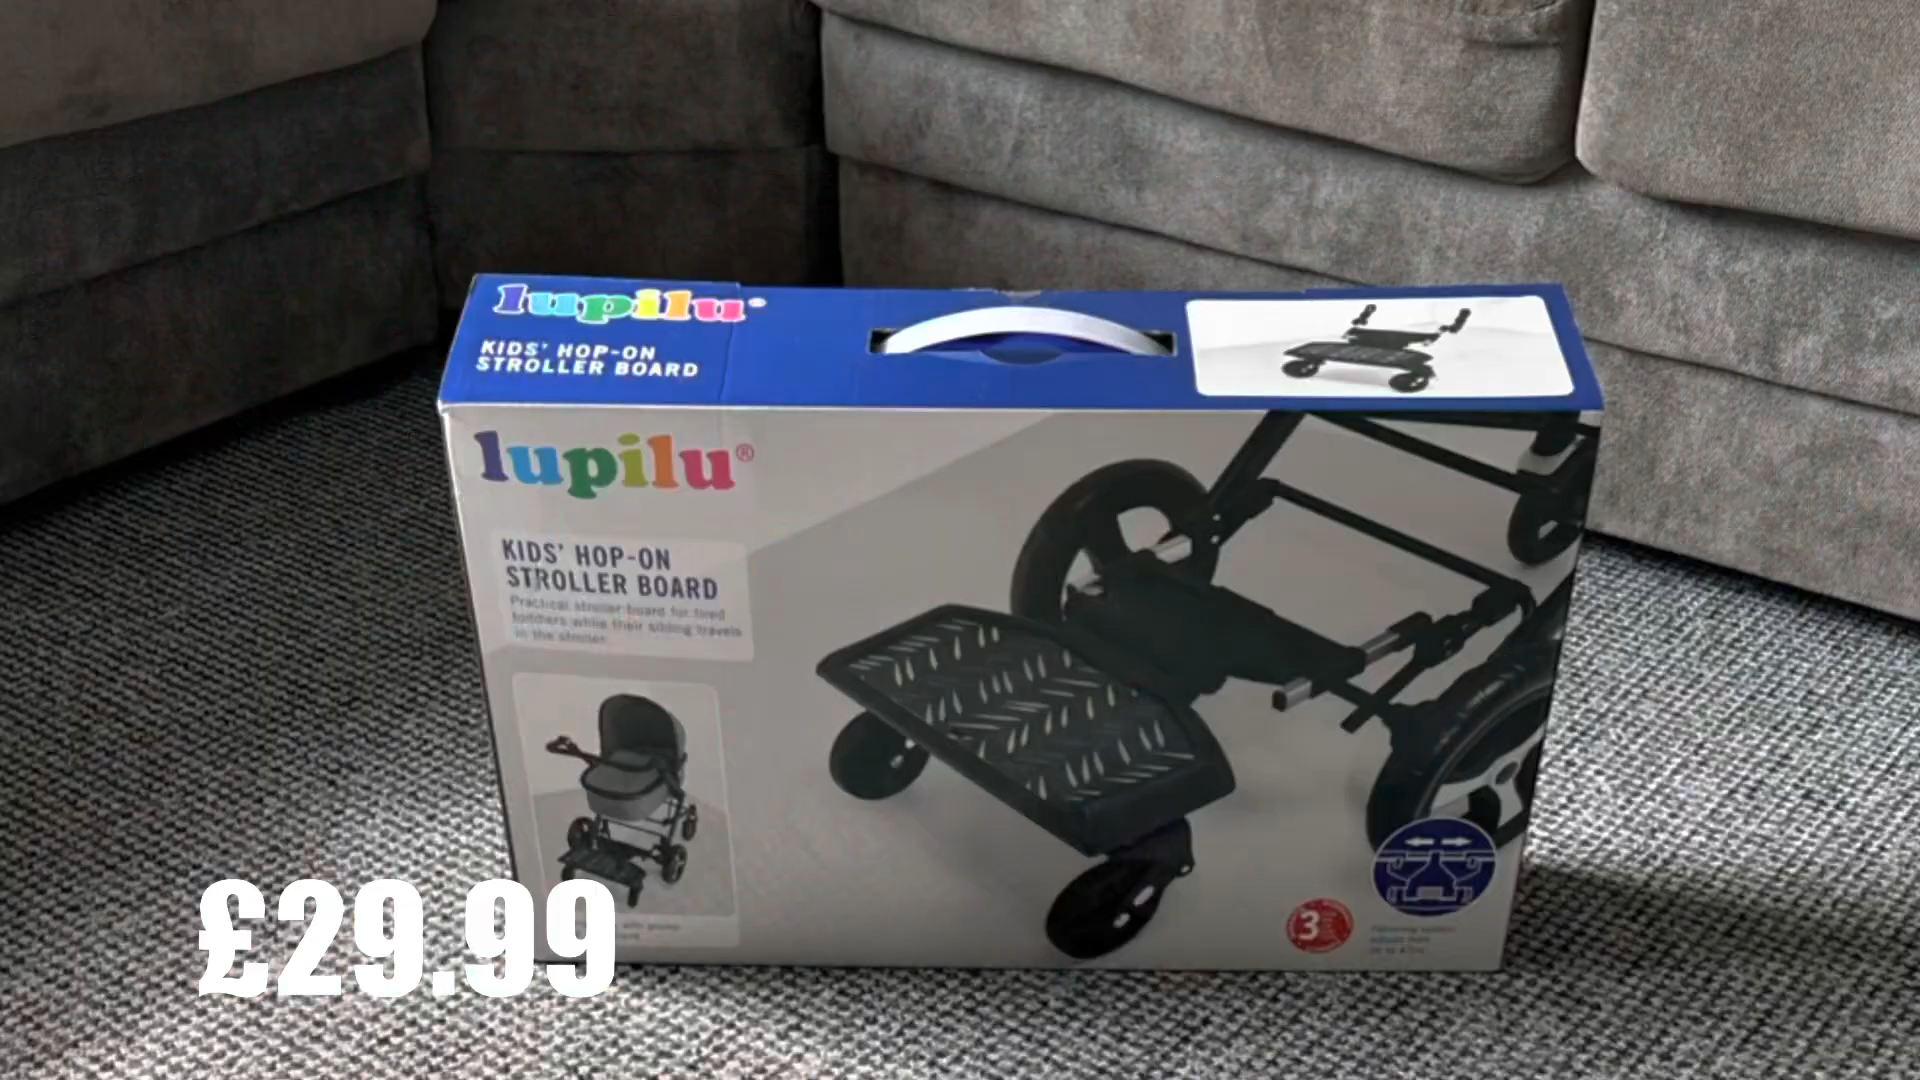 lupilu®
KIDS' HOP-ON
STROLLER BOARD
lupilu®
KIDS' HOP-ON
STROLLER BOARD
Practical stroller board for tired
toddlers while their sibling travels
in the stroller
£29.99
3